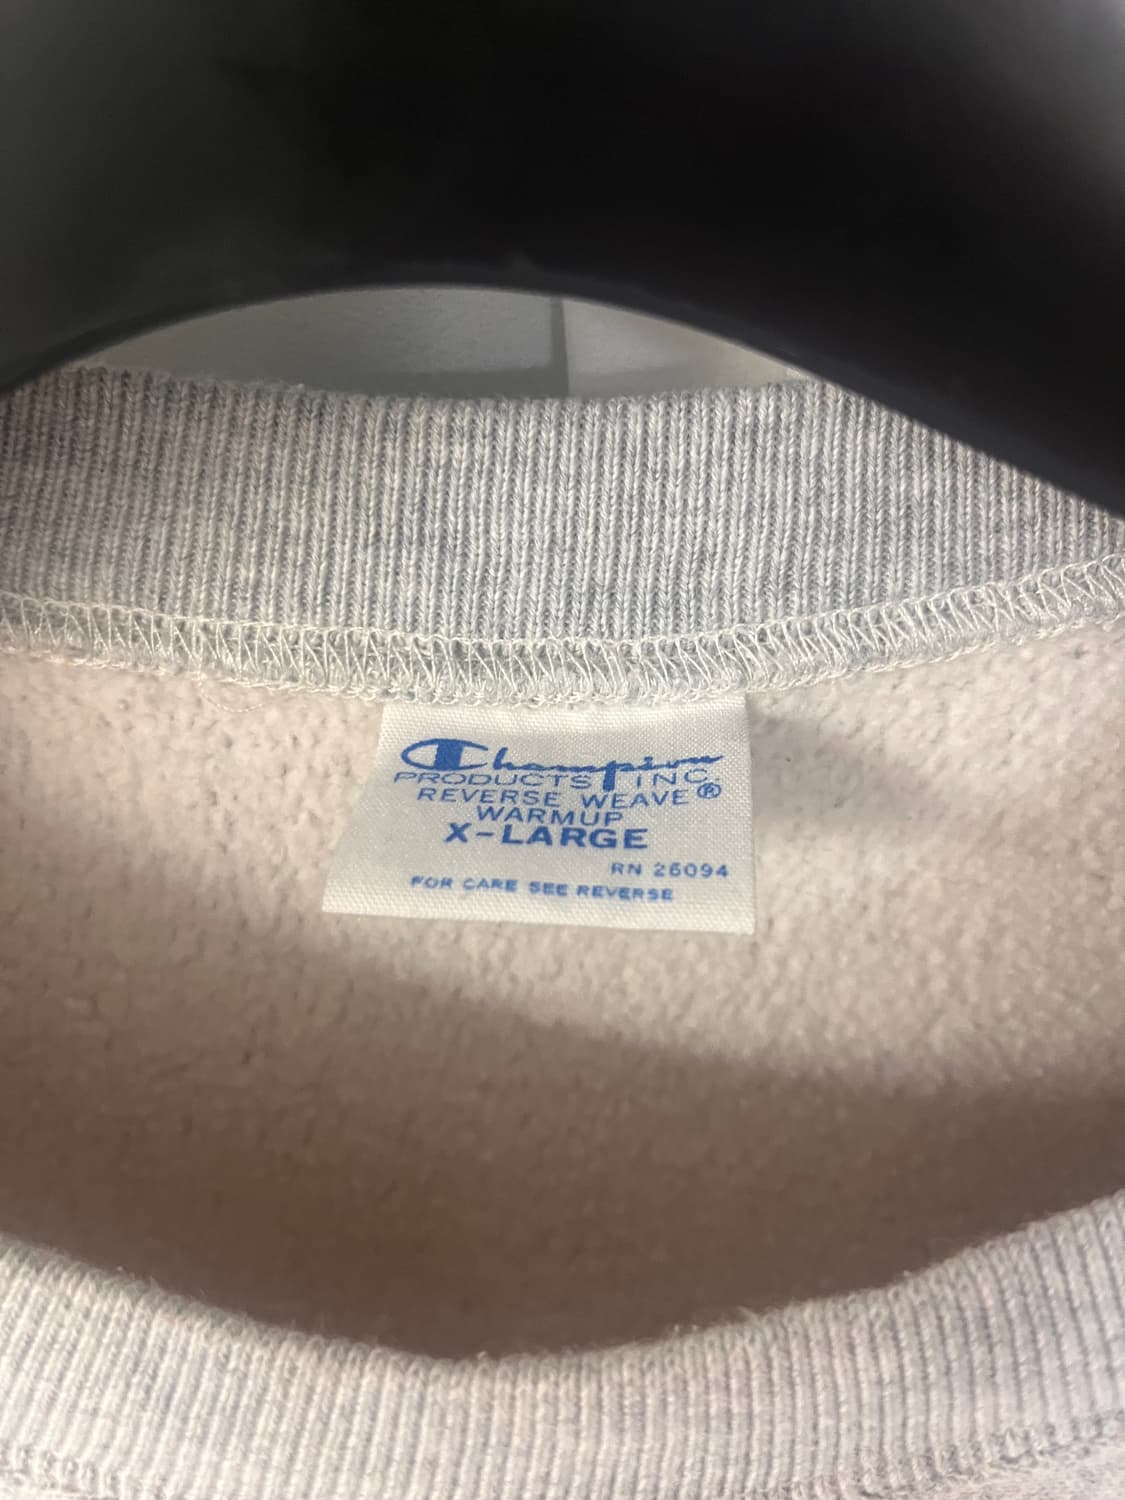 Champion
PRODUCTS INC.
REVERSE WEAVE®
WARMUP
X-LARGE
RN 26094
FOR CARE SEE REVERSE